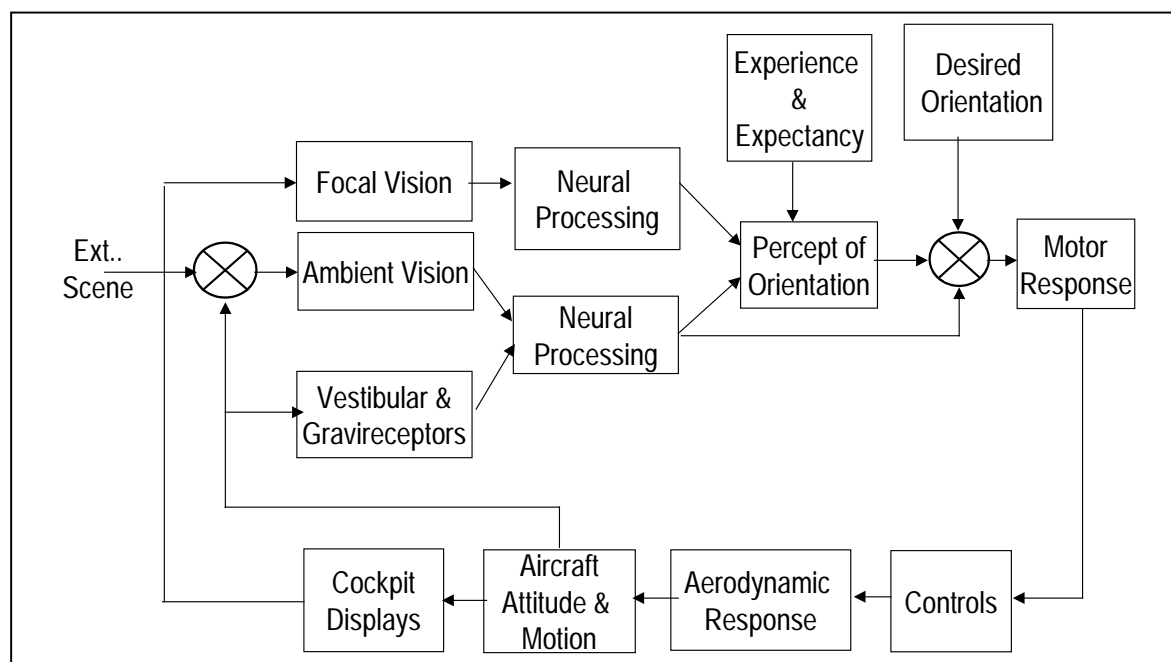 Experience
&
Expectancy
Desired
Orientation
Focal Vision
Neural
Processing
Ext..
Scene
Ambient Vision
Neural
Processing
Percept of
Orientation
Motor
Response
Vestibular &
Gravireceptors
Cockpit
Displays
Aircraft
Attitude &
Motion
Aerodynamic
Response
Controls